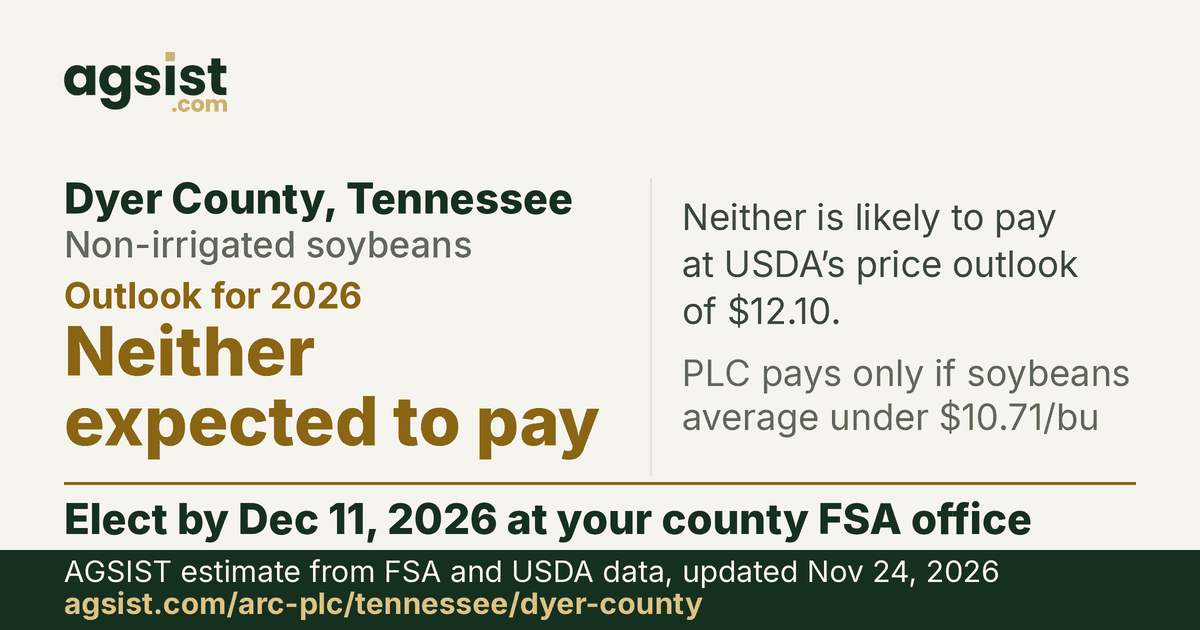 agsist
.com
Dyer County, Tennessee
Non-irrigated soybeans
Outlook for 2026
Neither
expected to pay
Neither is likely to pay
at USDA’s price outlook
of $12.10.
PLC pays only if soybeans
average under $10.71/bu
Elect by Dec 11, 2026 at your county FSA office
AGSIST estimate from FSA and USDA data, updated Nov 24, 2026
agsist.com/arc-plc/tennessee/dyer-county